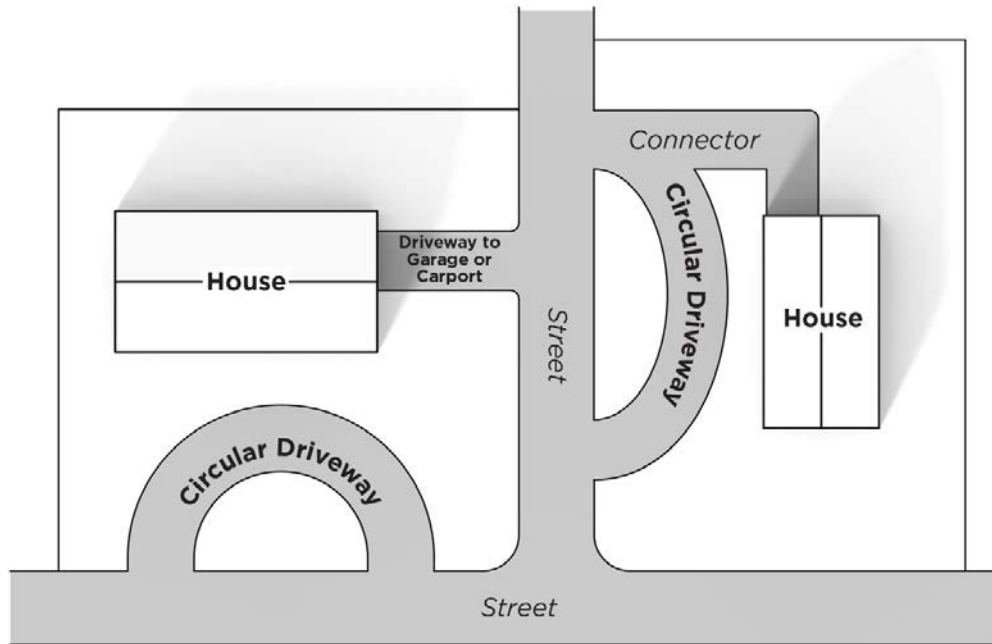 Connector
Driveway to
Garage or
Carport
House
Circular Driveway
House
Street
Circular Driveway
Street